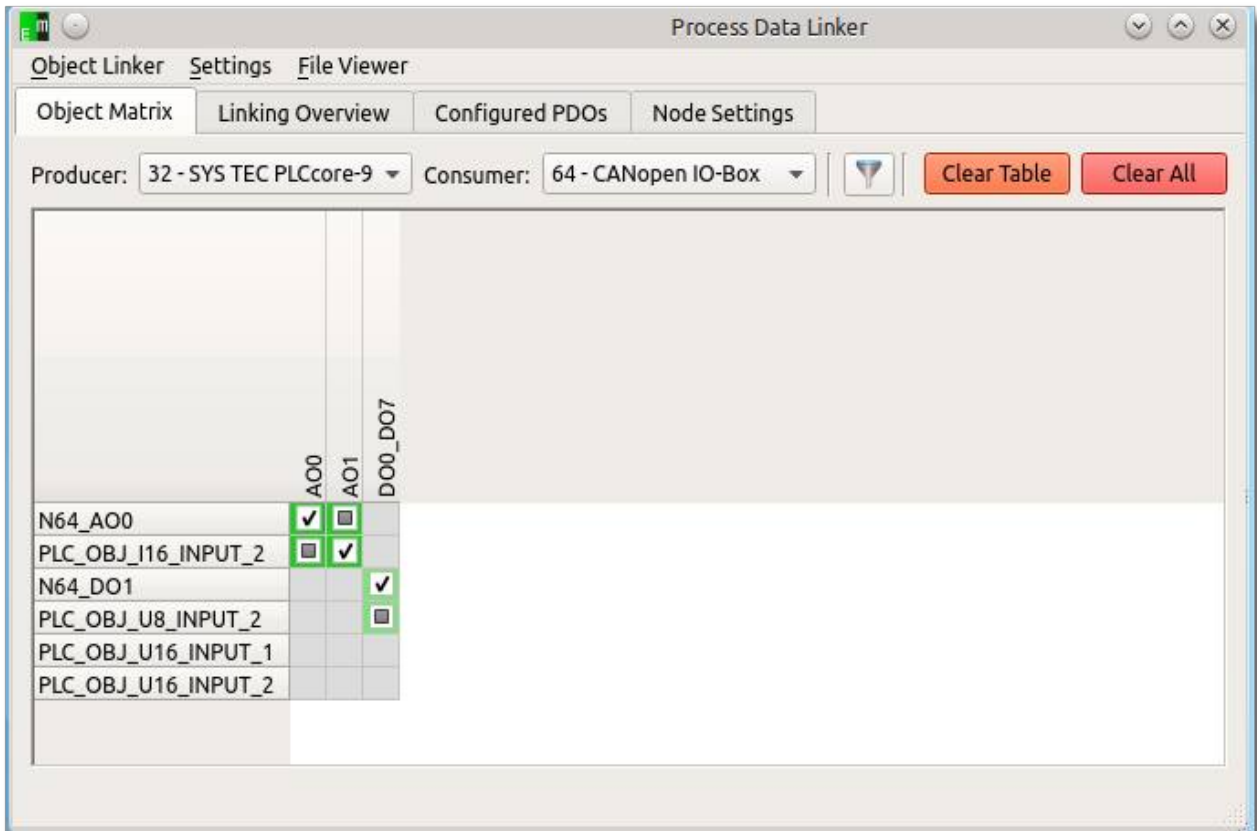 E m
Process Data Linker
Object Linker Settings File Viewer
Object Matrix Linking Overview Configured PDOs Node Settings
Producer: 32 - SYS TEC PLCcore-9 Consumer: 64 - CANopen IO-Box Clear Table Clear All
AO0 AO1 DO0_DO7
N64_AO0
PLC_OBJ_I16_INPUT_2
N64_DO1
PLC_OBJ_U8_INPUT_2
PLC_OBJ_U16_INPUT_1
PLC_OBJ_U16_INPUT_2